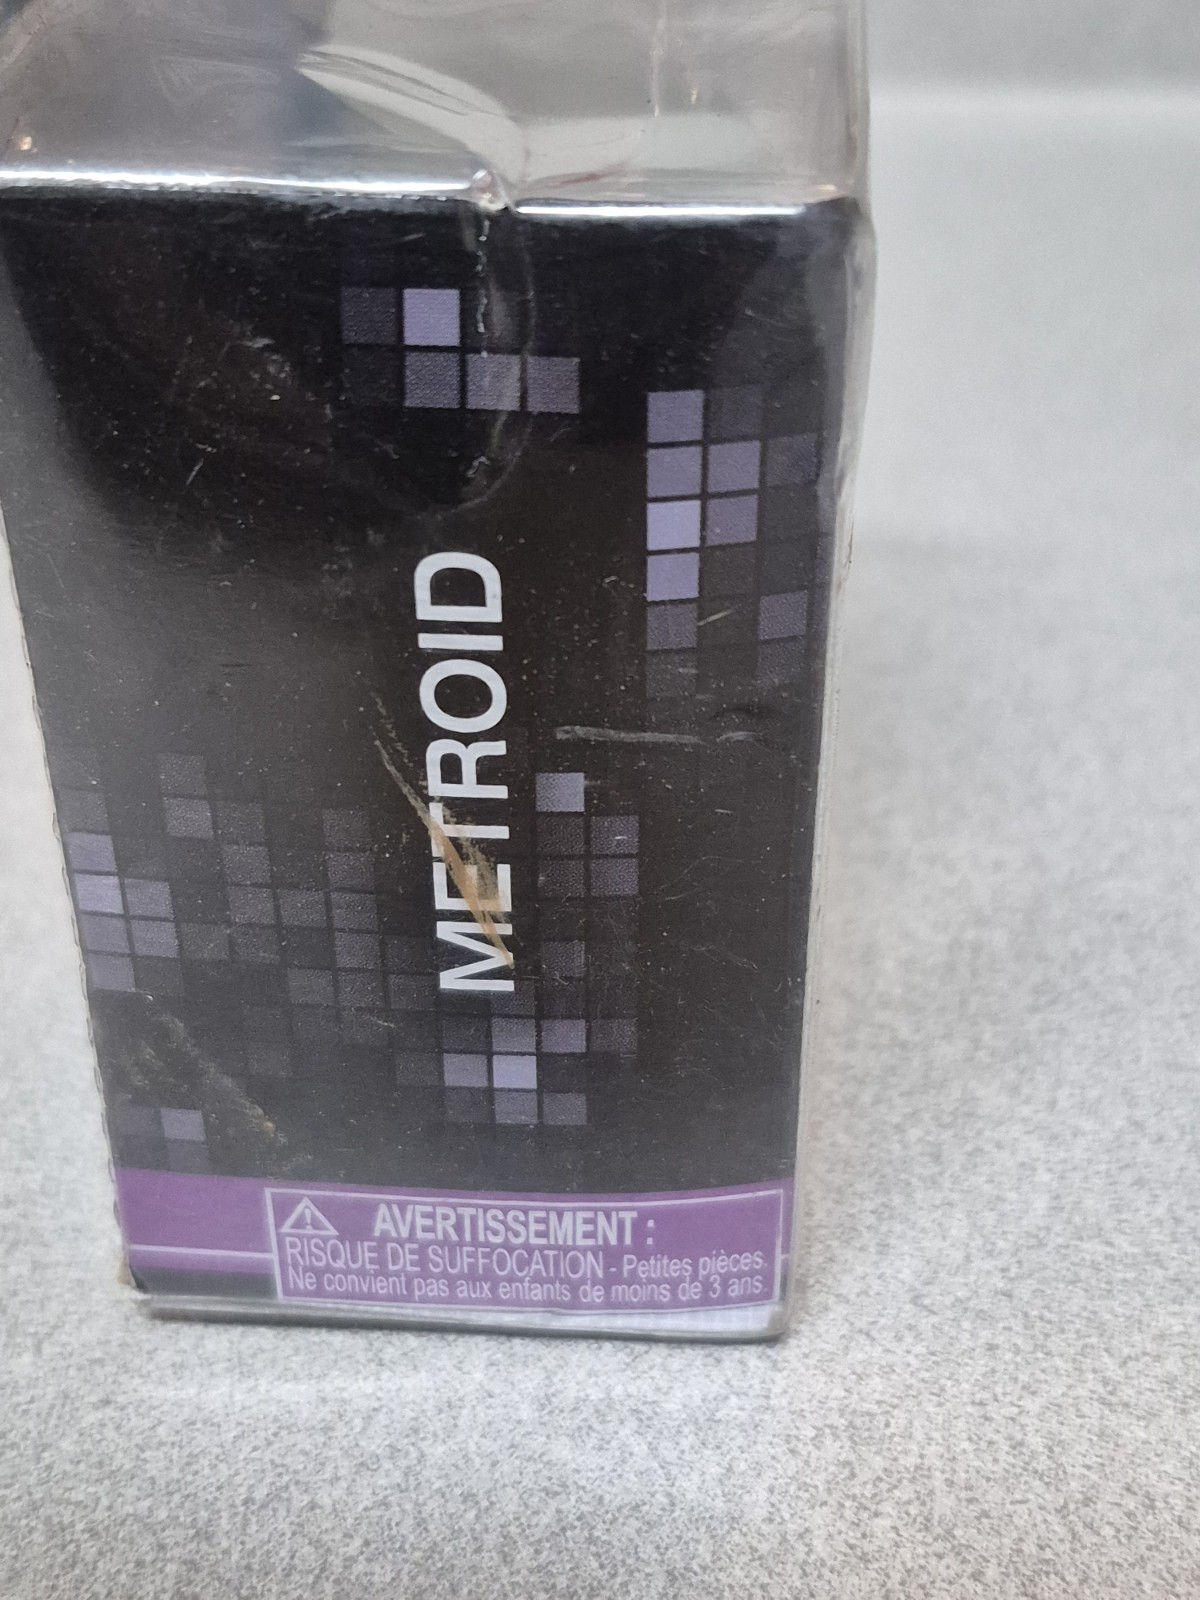 METROID
AVERTISSEMENT :
RISQUE DE SUFFOCATION - Petites pièces.
Ne convient pas aux enfants de moins de 3 ans.